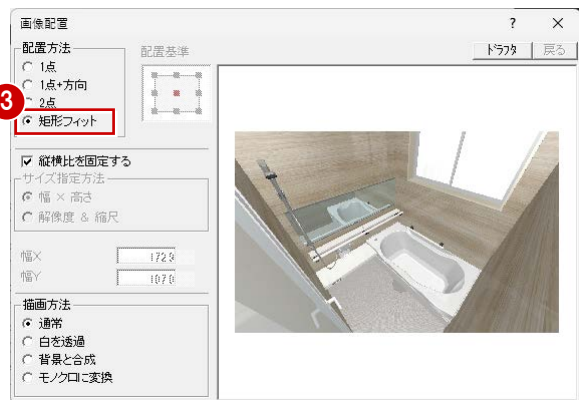 画像配置
? ×
配置方法
配置基準
ドラフタ 戻る
1点
1点+方向
2点
3
矩形フィット
縦横比を固定する
サイズ指定方法
幅 × 高さ
解像度 & 縮尺
幅X 1729
幅Y 1070
描画方法
通常
白を透過
背景と合成
モノクロに変換